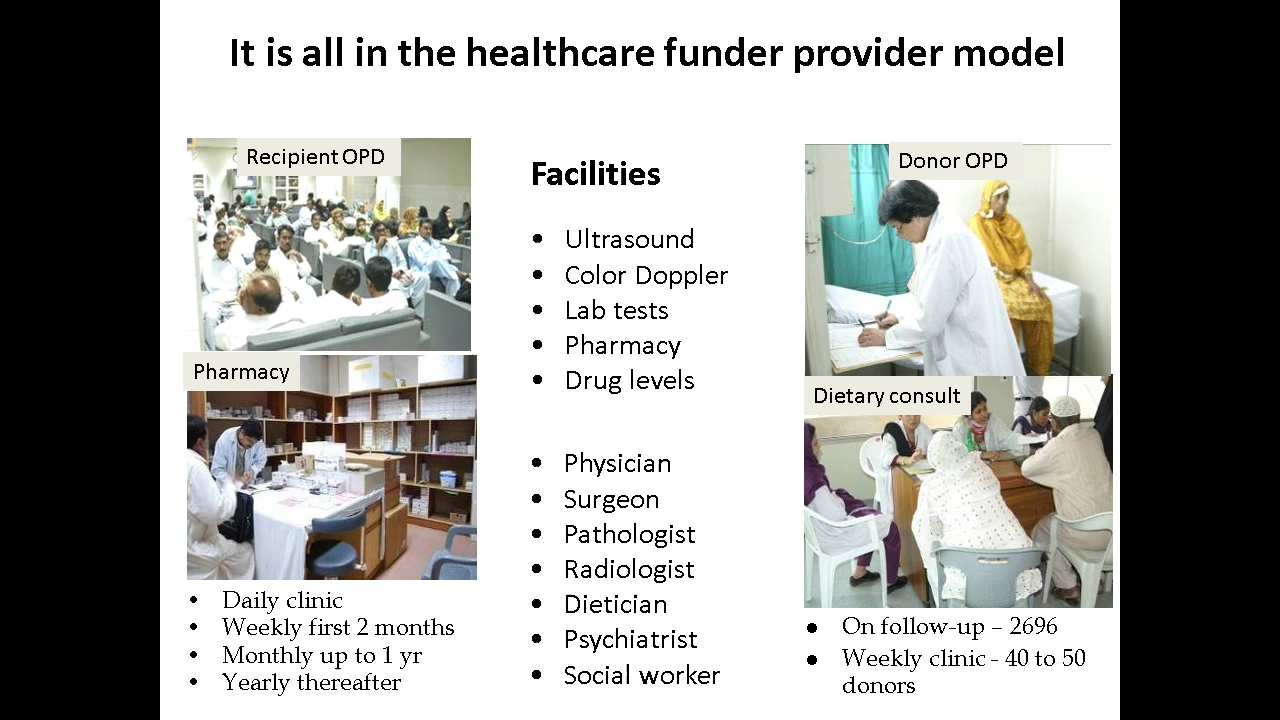 It is all in the healthcare funder provider model
Recipient OPD
Pharmacy
• Daily clinic
• Weekly first 2 months
• Monthly up to 1 yr
• Yearly thereafter
Facilities
• Ultrasound
• Color Doppler
• Lab tests
• Pharmacy
• Drug levels
• Physician
• Surgeon
• Pathologist
• Radiologist
• Dietician
• Psychiatrist
• Social worker
Donor OPD
Dietary consult
● On follow-up – 2696
● Weekly clinic - 40 to 50
donors